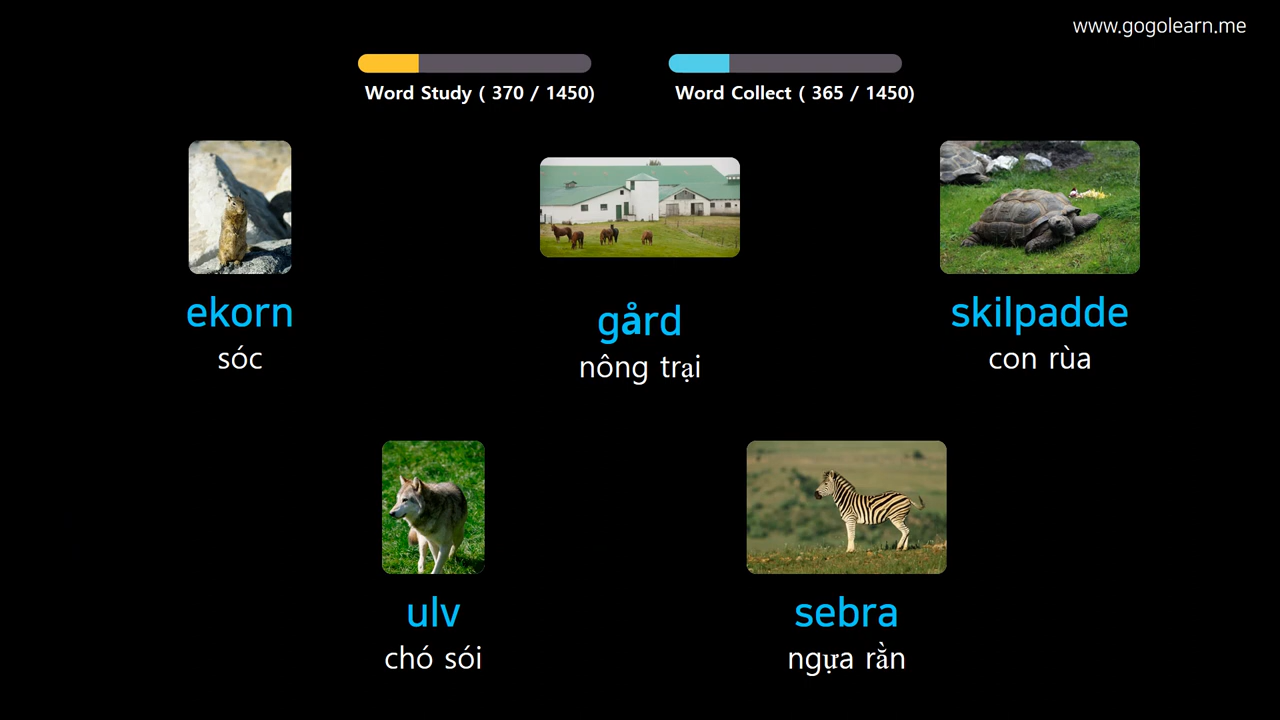 www.gogolearn.me
Word Study ( 370 / 1450)
Word Collect ( 365 / 1450)
ekorn
sóc
gård
nông trại
skilpadde
con rùa
ulv
chó sói
sebra
ngựa rằn